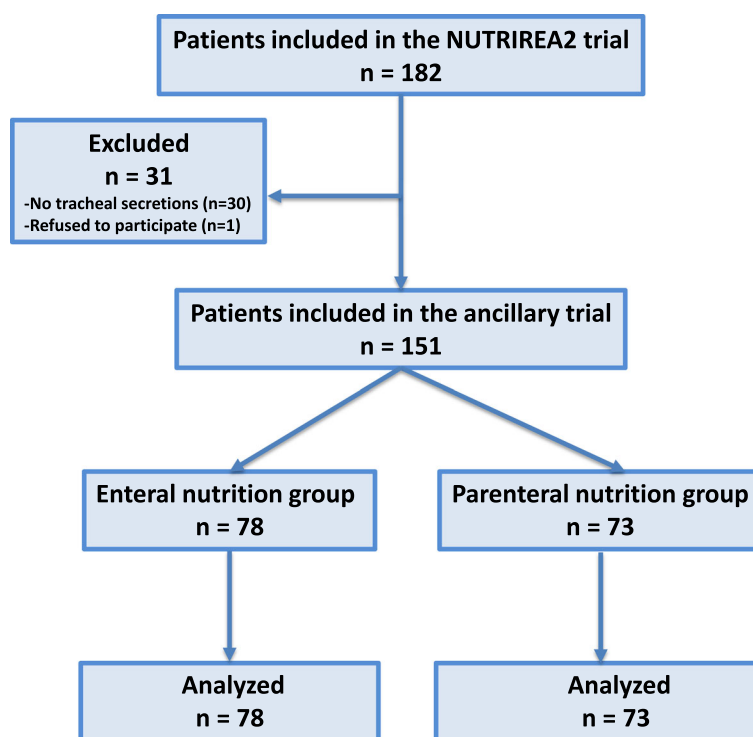 Patients included in the NUTRIREA2 trial
n = 182
Excluded
n = 31
-No tracheal secretions (n=30)
-Refused to participate (n=1)
Patients included in the ancillary trial
n = 151
Enteral nutrition group
n = 78
Parenteral nutrition group
n = 73
Analyzed
n = 78
Analyzed
n = 73